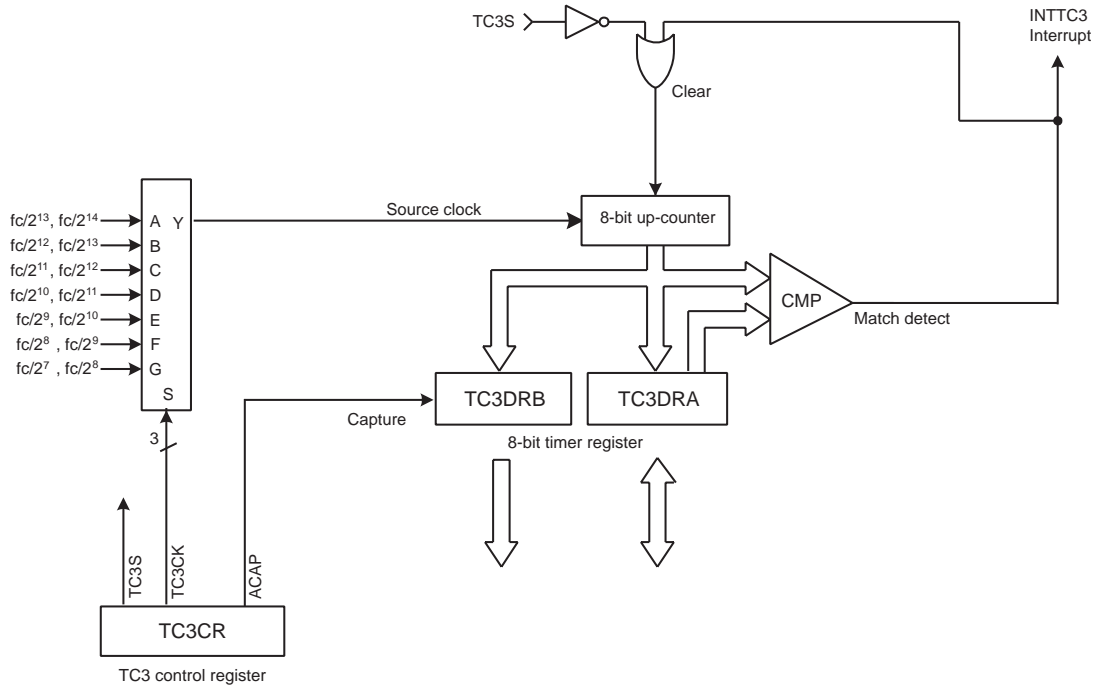 TC3S
INTTC3
Interrupt
Clear
fc/2¹³, fc/2¹⁴
A
Y
Source clock
8-bit up-counter
fc/2¹², fc/2¹³
B
fc/2¹¹, fc/2¹²
C
fc/2¹⁰, fc/2¹¹
D
CMP
fc/2⁹, fc/2¹⁰
E
Match detect
fc/2⁸ , fc/2⁹
F
fc/2⁷ , fc/2⁸
G
S
TC3DRB
TC3DRA
Capture
8-bit timer register
3
TC3S
TC3CK
ACAP
TC3CR
TC3 control register